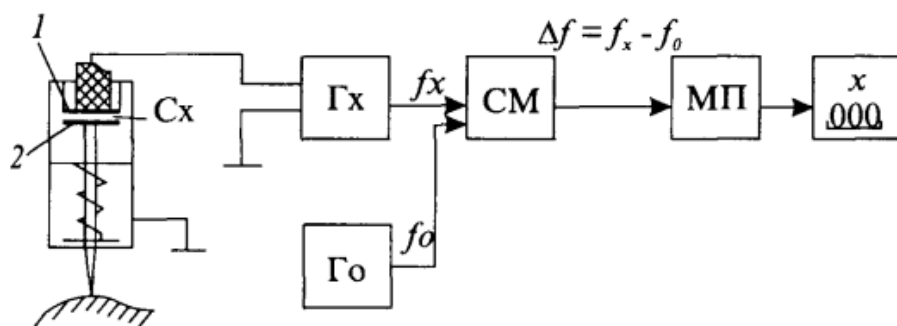 1
2
Cx
Гх
fx
СМ
Δf = fₓ - f₀
МП
x
000
Го
fo